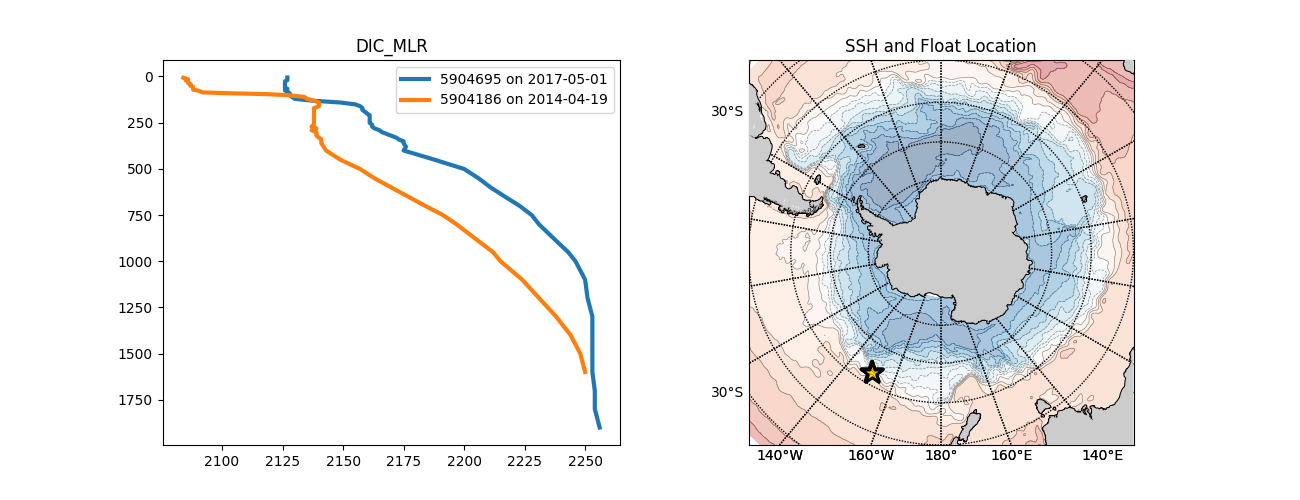 DIC_MLR
0
250
500
750
1000
1250
1500
1750
2100 2125 2150 2175 2200 2225 2250
5904695 on 2017-05-01
5904186 on 2014-04-19
SSH and Float Location
30°S
30°S
140°W 160°W 180° 160°E 140°E